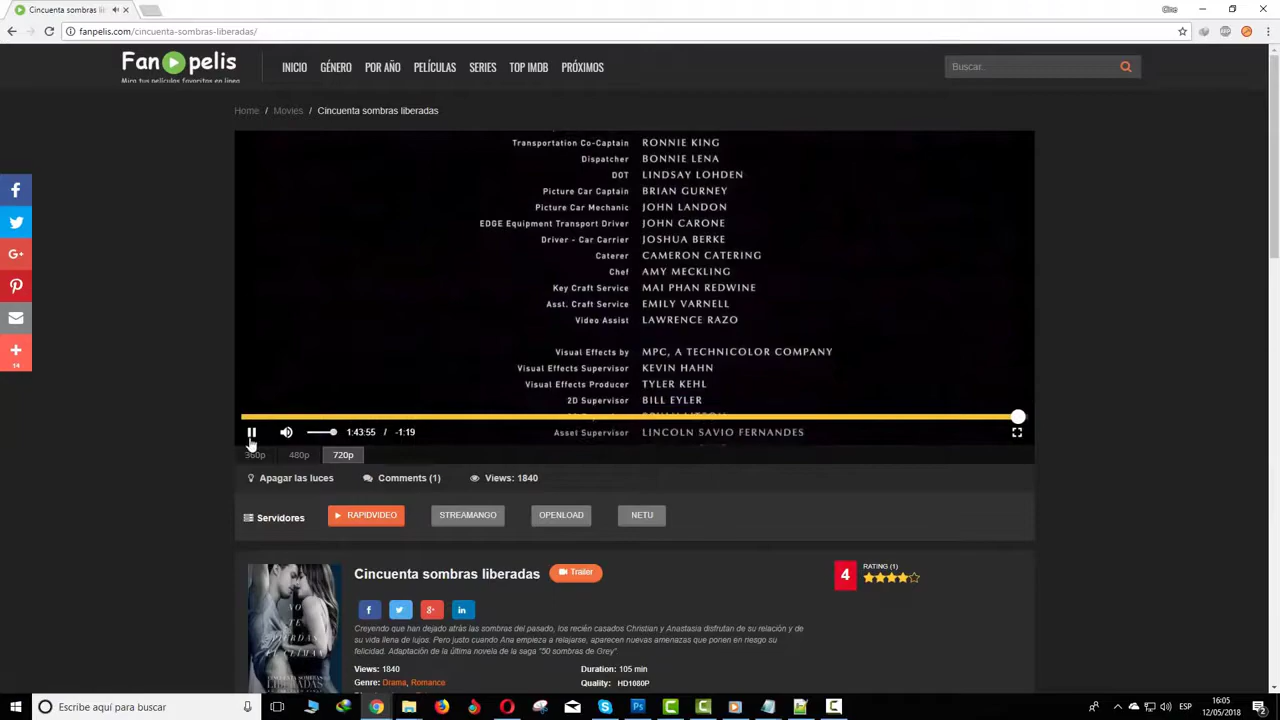 Cincuenta sombras li
Cine
fanpelis.com/cincuenta-sombras-liberadas/
Fan pelis
Mira tus películas favoritas en línea
INICIO GÉNERO POR AÑO PELÍCULAS SERIES TOP IMDB PRÓXIMOS
Buscar...
Home / Movies / Cincuenta sombras liberadas
Transportation Co-Captain RONNIE KING
Dispatcher BONNIE LENA
DOT LINDSAY LOHDEN
Picture Car Captain BRIAN GURNEY
Picture Car Mechanic JOHN LANDON
EDGE Equipment Transport Driver JOHN CARONE
Driver - Car Carrier JOSHUA BERKE
Caterer CAMERON CATERING
Chef AMY MECKLING
Key Craft Service MAI PHAN REDWINE
Asst. Craft Service EMILY VARNELL
Video Assist LAWRENCE RAZO
Visual Effects by MPC, A TECHNICOLOR COMPANY
Visual Effects Supervisor KEVIN HAHN
Visual Effects Producer TYLER KEHL
2D Supervisor BILL EYLER
Asset Supervisor LINCOLN SAVIO FERNANDES
1:43:55 / -1:19
360p 480p 720p
Apagar las luces Comments (1) Views: 1840
Servidores RAPIDVIDEO STREAMANGO OPENLOAD NETU
Cincuenta sombras liberadas Trailer
4 RATING (1)
Creyendo que han dejado atrás las sombras del pasado, los recién casados Christian y Anastasia disfrutan de su relación y de
su vida llena de lujos. Pero justo cuando Ana empieza a relajarse, aparecen nuevas amenazas que ponen en riesgo su
felicidad. Adaptación de la última novela de la saga "50 sombras de Grey".
Views: 1840 Duration: 105 min
Genre: Drama, Romance Quality: HD1080P
14
Escribe aquí para buscar
ESP
16:05
12/05/2018
2